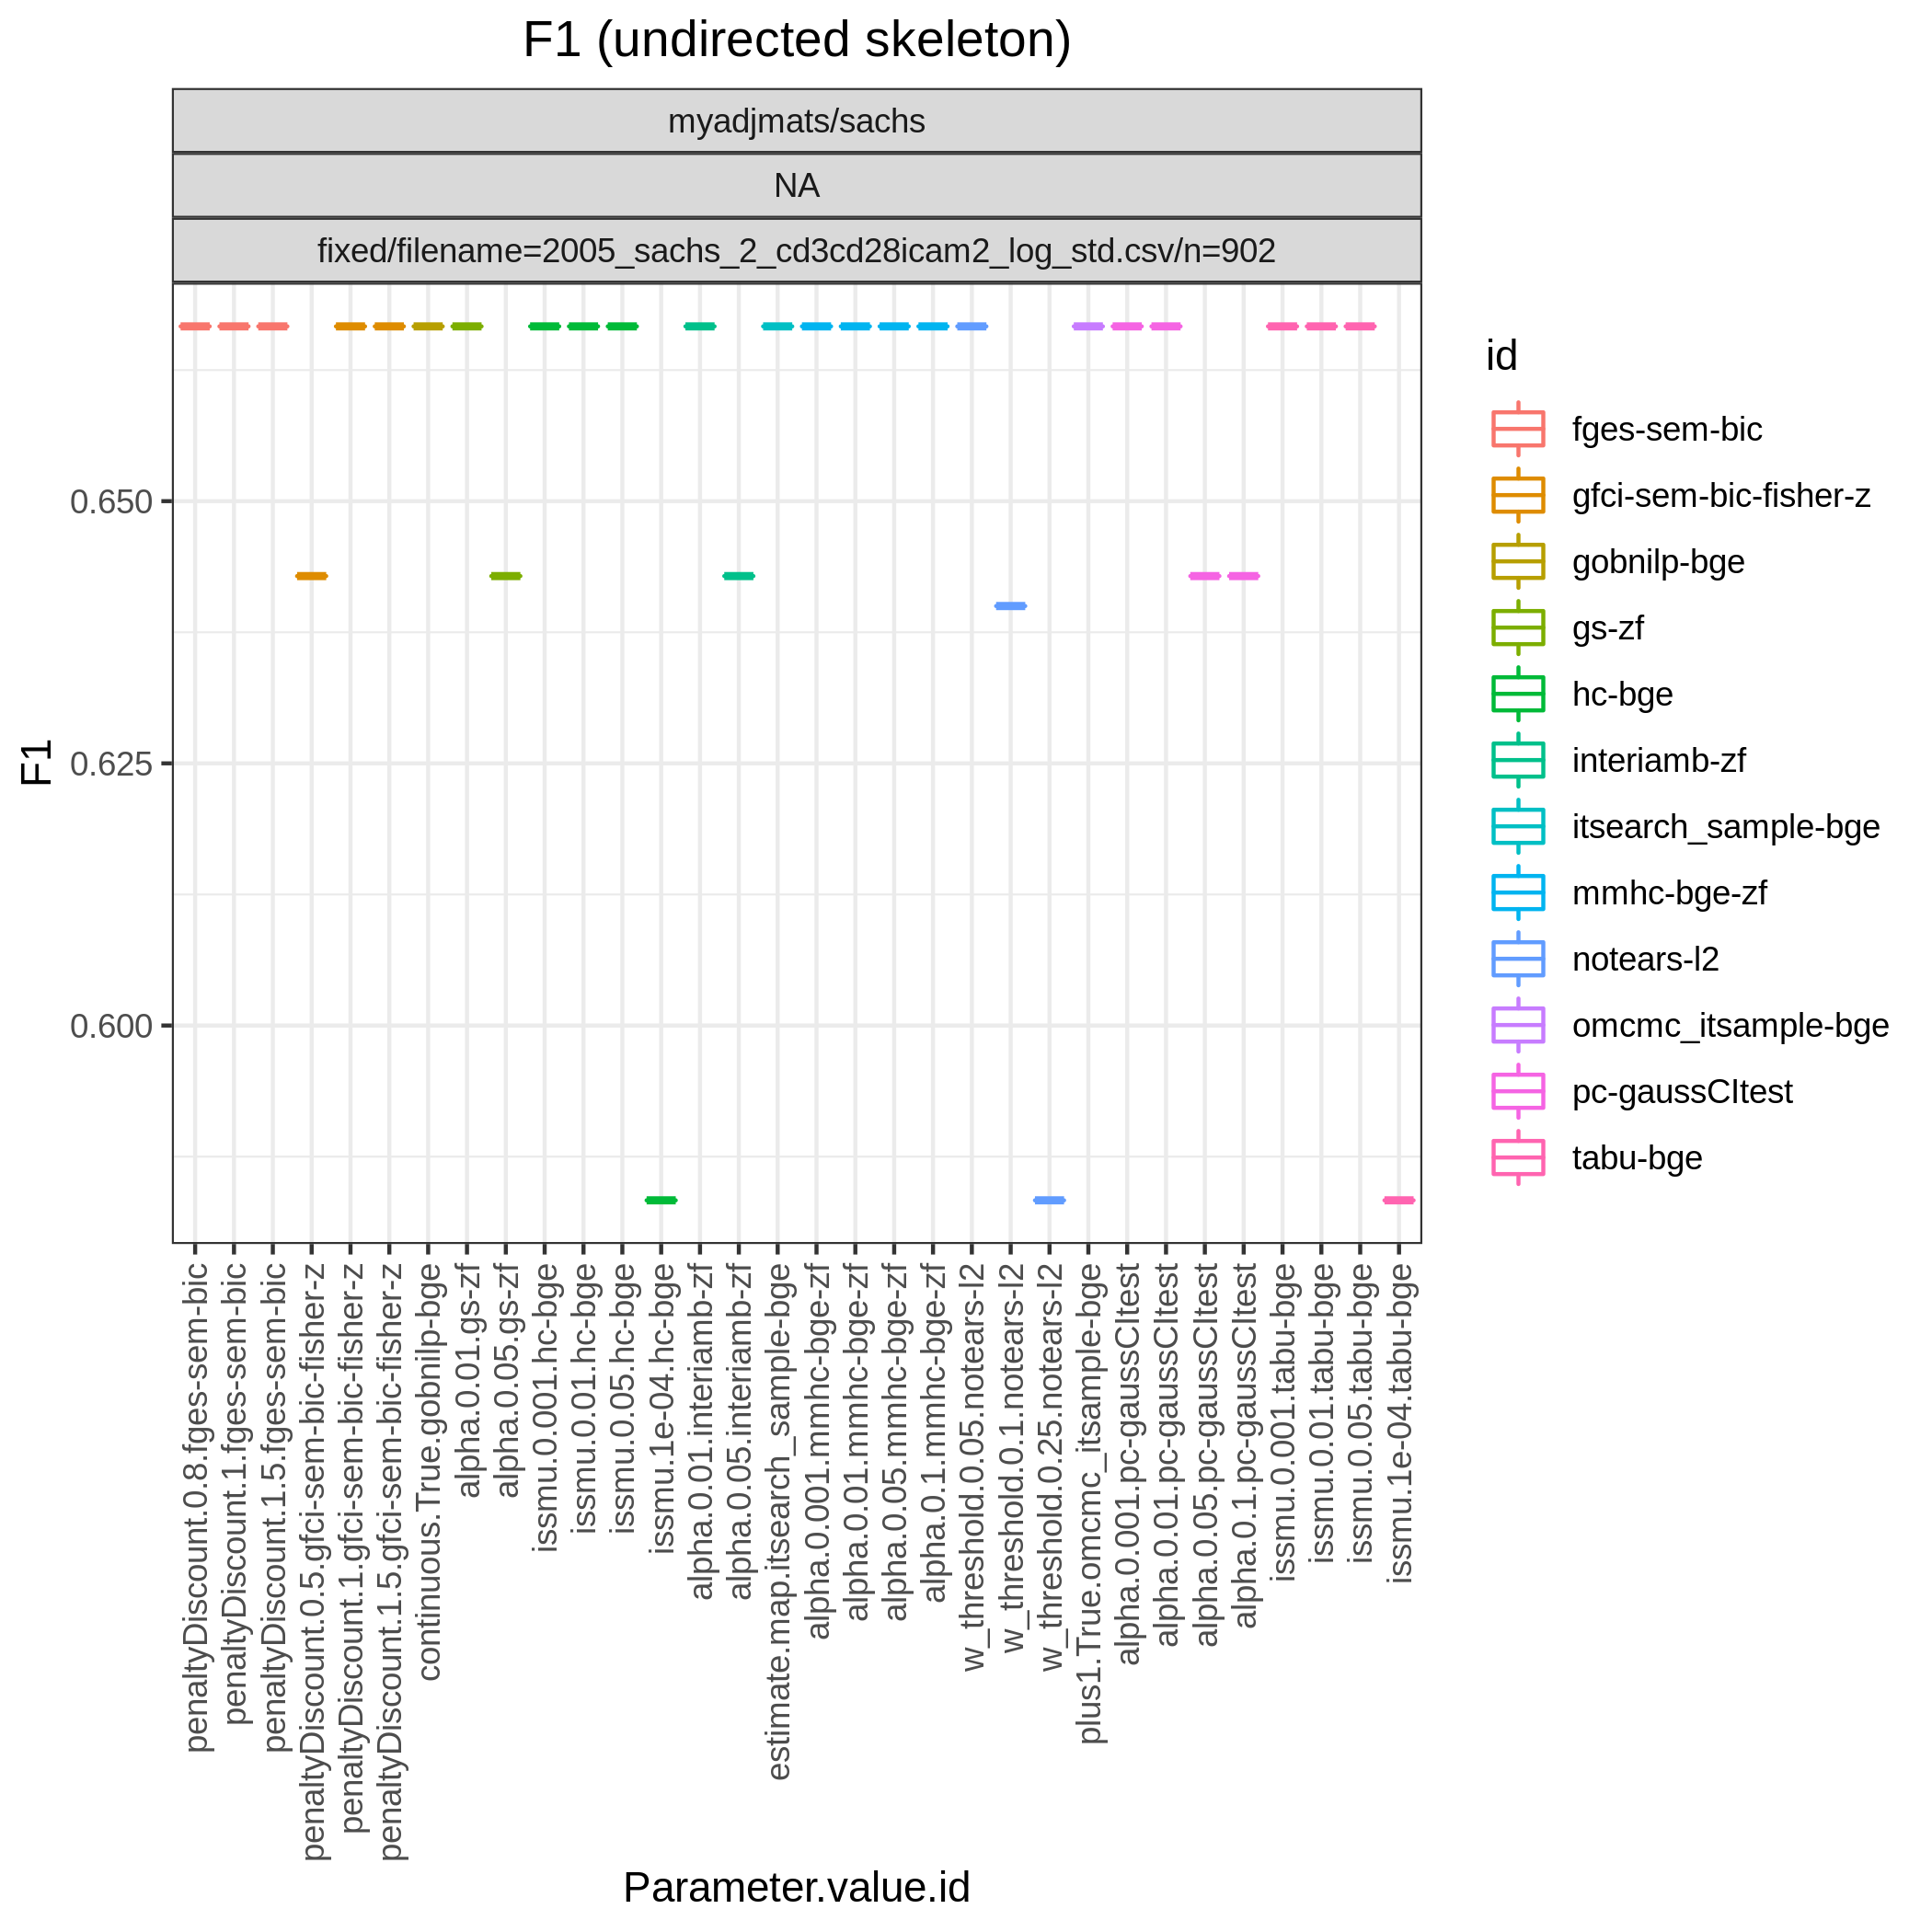 F1 (undirected skeleton)
myadjmats/sachs
NA
fixed/filename=2005_sachs_2_cd3cd28icam2_log_std.csv/n=902
F1
0.650
0.625
0.600
penaltyDiscount.0.8.fges-sem-bic
penaltyDiscount.1.fges-sem-bic
penaltyDiscount.1.5.fges-sem-bic
penaltyDiscount.0.5.gfci-sem-bic-fisher-z
penaltyDiscount.1.gfci-sem-bic-fisher-z
penaltyDiscount.1.5.gfci-sem-bic-fisher-z
continuous.True.gobnilp-bge
alpha.0.01.gs-zf
alpha.0.05.gs-zf
issmu.0.001.hc-bge
issmu.0.01.hc-bge
issmu.0.05.hc-bge
issmu.1e-04.hc-bge
alpha.0.01.interiamb-zf
alpha.0.05.interiamb-zf
estimate.map.itsearch_sample-bge
alpha.0.001.mmhc-bge-zf
alpha.0.01.mmhc-bge-zf
alpha.0.05.mmhc-bge-zf
alpha.0.1.mmhc-bge-zf
w_threshold.0.05.notears-l2
w_threshold.0.1.notears-l2
w_threshold.0.25.notears-l2
plus1.True.omcmc_itsample-bge
alpha.0.001.pc-gaussCItest
alpha.0.01.pc-gaussCItest
alpha.0.05.pc-gaussCItest
alpha.0.1.pc-gaussCItest
issmu.0.001.tabu-bge
issmu.0.01.tabu-bge
issmu.0.05.tabu-bge
issmu.1e-04.tabu-bge
Parameter.value.id
id
fges-sem-bic
gfci-sem-bic-fisher-z
gobnilp-bge
gs-zf
hc-bge
interiamb-zf
itsearch_sample-bge
mmhc-bge-zf
notears-l2
omcmc_itsample-bge
pc-gaussCItest
tabu-bge